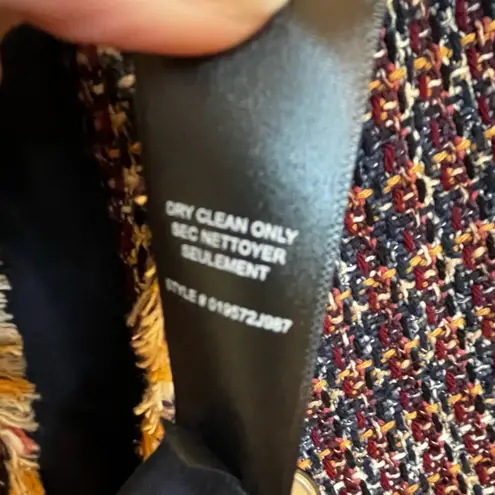 DRY CLEAN ONLY
SEC NETTOYER
SEULEMENT
STYLE # 019572J087